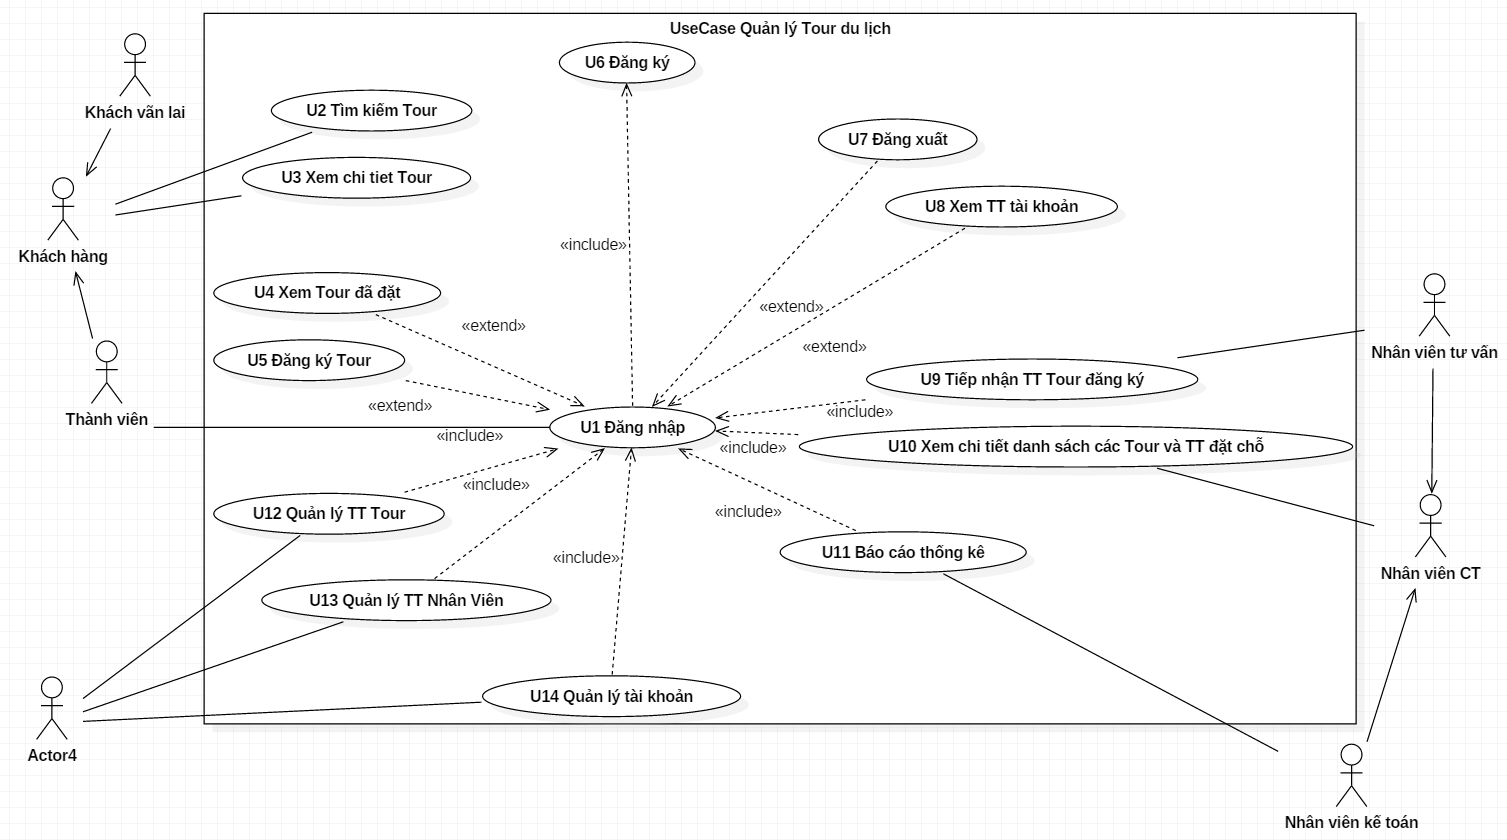 UseCase Quản lý Tour du lịch
U6 Đăng ký
Khách vãn lai
U2 Tìm kiếm Tour
U7 Đăng xuất
U3 Xem chi tiet Tour
U8 Xem TT tài khoản
«include»
Khách hàng
U4 Xem Tour đã đặt
«extend»
«extend»
«extend»
Nhân viên tư vấn
U5 Đăng ký Tour
U9 Tiếp nhận TT Tour đăng ký
«extend»
«include»
Thành viên
U1 Đăng nhập
«include»
«include»
U10 Xem chi tiết danh sách các Tour và TT đặt chỗ
«include»
U12 Quản lý TT Tour
«include»
U11 Báo cáo thống kê
«include»
Nhân viên CT
U13 Quản lý TT Nhân Viên
U14 Quản lý tài khoản
Actor4
Nhân viên kế toán